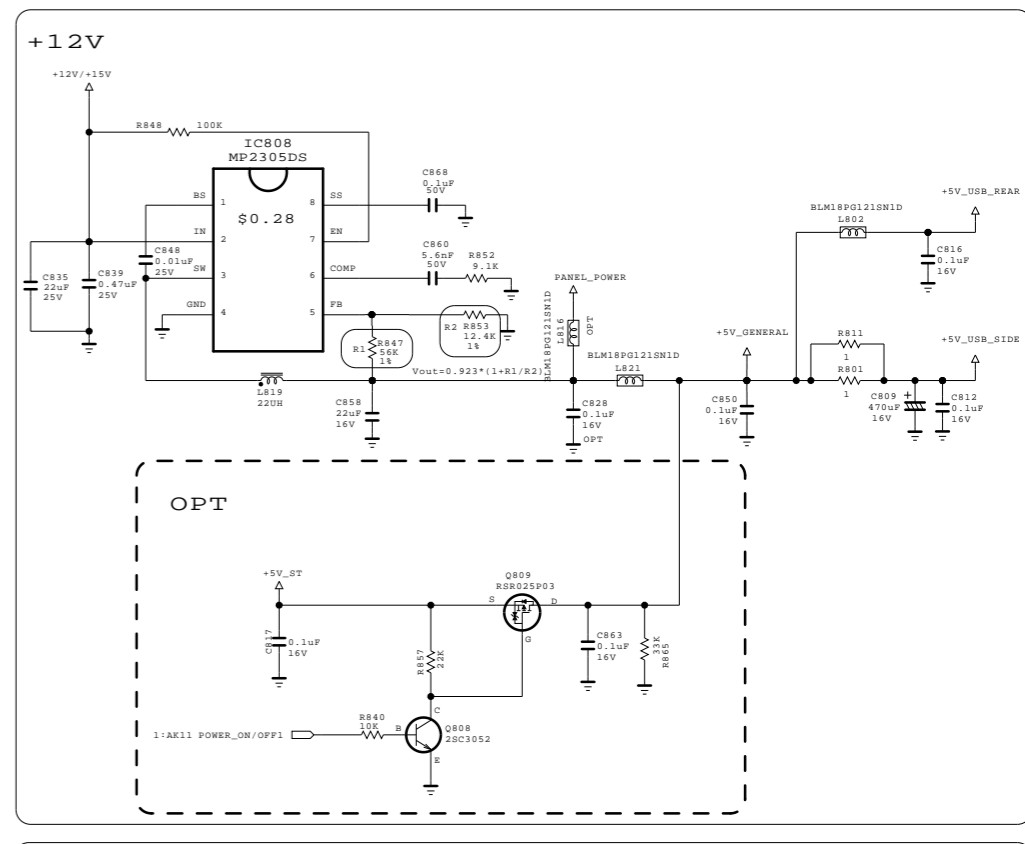 +12V
+12V/+15V
R848 100K
IC808
MP2305DS
$0.28
BS 1
IN 2
SW 3
GND 4
8 SS
7 EN
6 COMP
5 FB
C868
0.1uF
50V
C860
5.6nF
50V
R852
9.1K
C835
22uF
25V
C839
0.47uF
25V
C848
0.01uF
25V
R1 R847
56K
1%
R2 R853
12.4K
1%
Vout=0.923*(1+R1/R2)
L819
22UH
C858
22uF
16V
PANEL_POWER
BLM18PG121SN1D
L816
OPT
BLM18PG121SN1D
L821
C828
0.1uF
16V
OPT
+5V_GENERAL
C850
0.1uF
16V
BLM18PG121SN1D
L802
+5V_USB_REAR
C816
0.1uF
16V
R811
1
R801
1
+5V_USB_SIDE
C809
470uF
16V
+
C812
0.1uF
16V
OPT
+5V_ST
C817
0.1uF
16V
R857
22K
Q809
RSR025P03
S
D
G
C863
0.1uF
16V
33K
R865
1:AK11 POWER_ON/OFF1
R840
10K
B
C
E
Q808
2SC3052